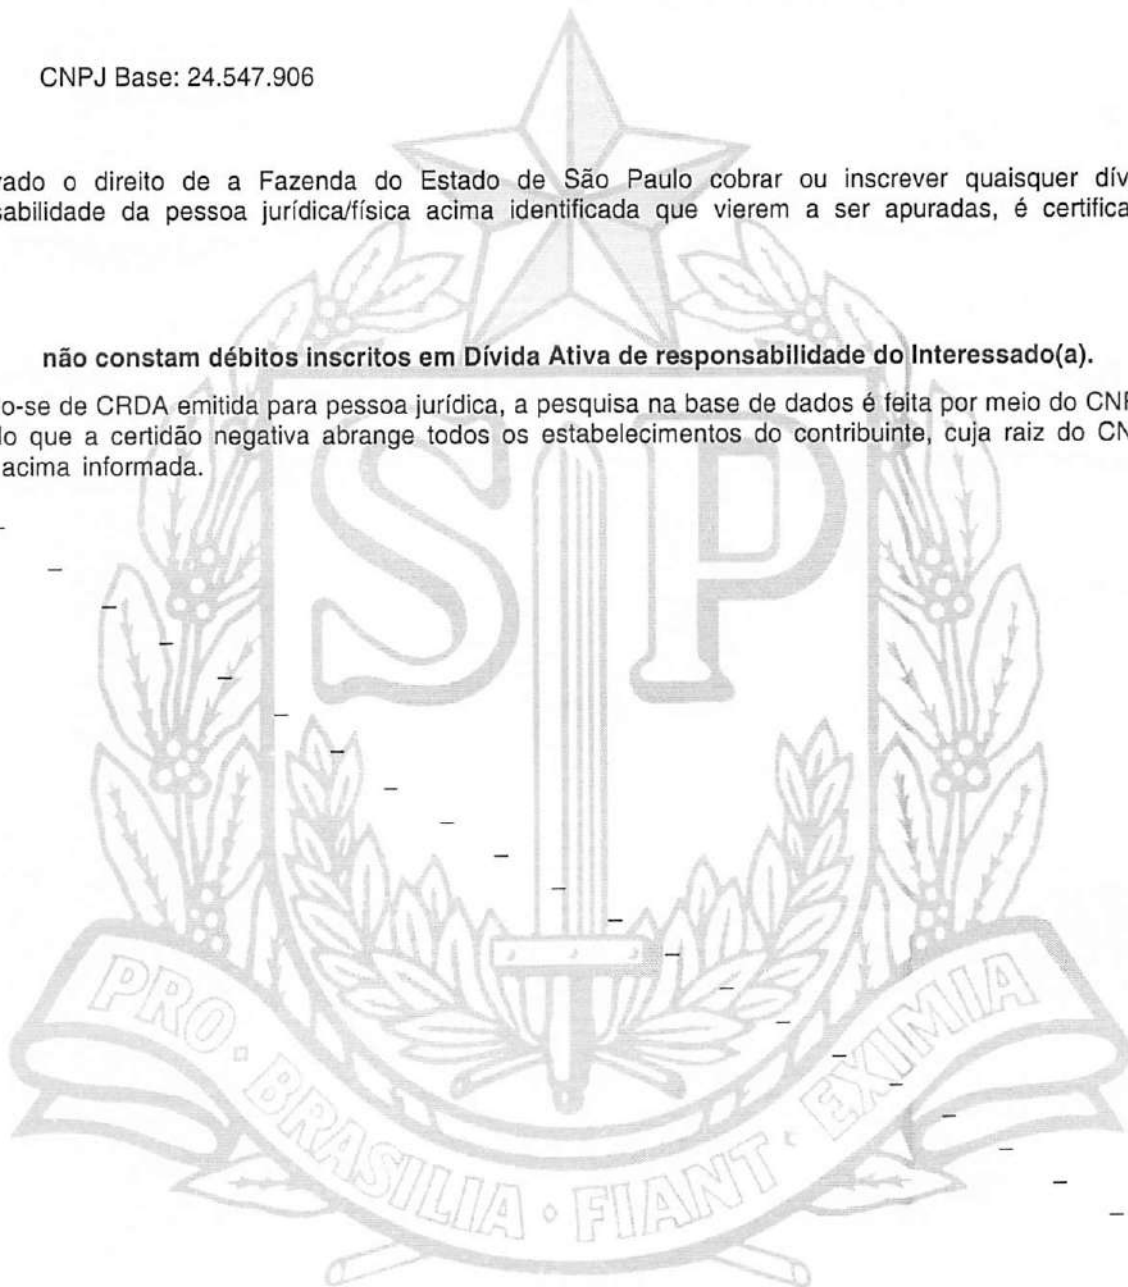 CNPJ Base: 24.547.906
vado o direito de a Fazenda do Estado de São Paulo cobrar ou inscrever quaisquer dív
sabilidade da pessoa jurídica/física acima identificada que vierem a ser apuradas, é certifica
não constam débitos inscritos em Dívida Ativa de responsabilidade do Interessado(a).
o-se de CRDA emitida para pessoa jurídica, a pesquisa na base de dados é feita por meio do CNP
do que a certidão negativa abrange todos os estabelecimentos do contribuinte, cuja raiz do CN
acima informada.
SP
PRO · BRASILIA · FIANT · EXIMIA